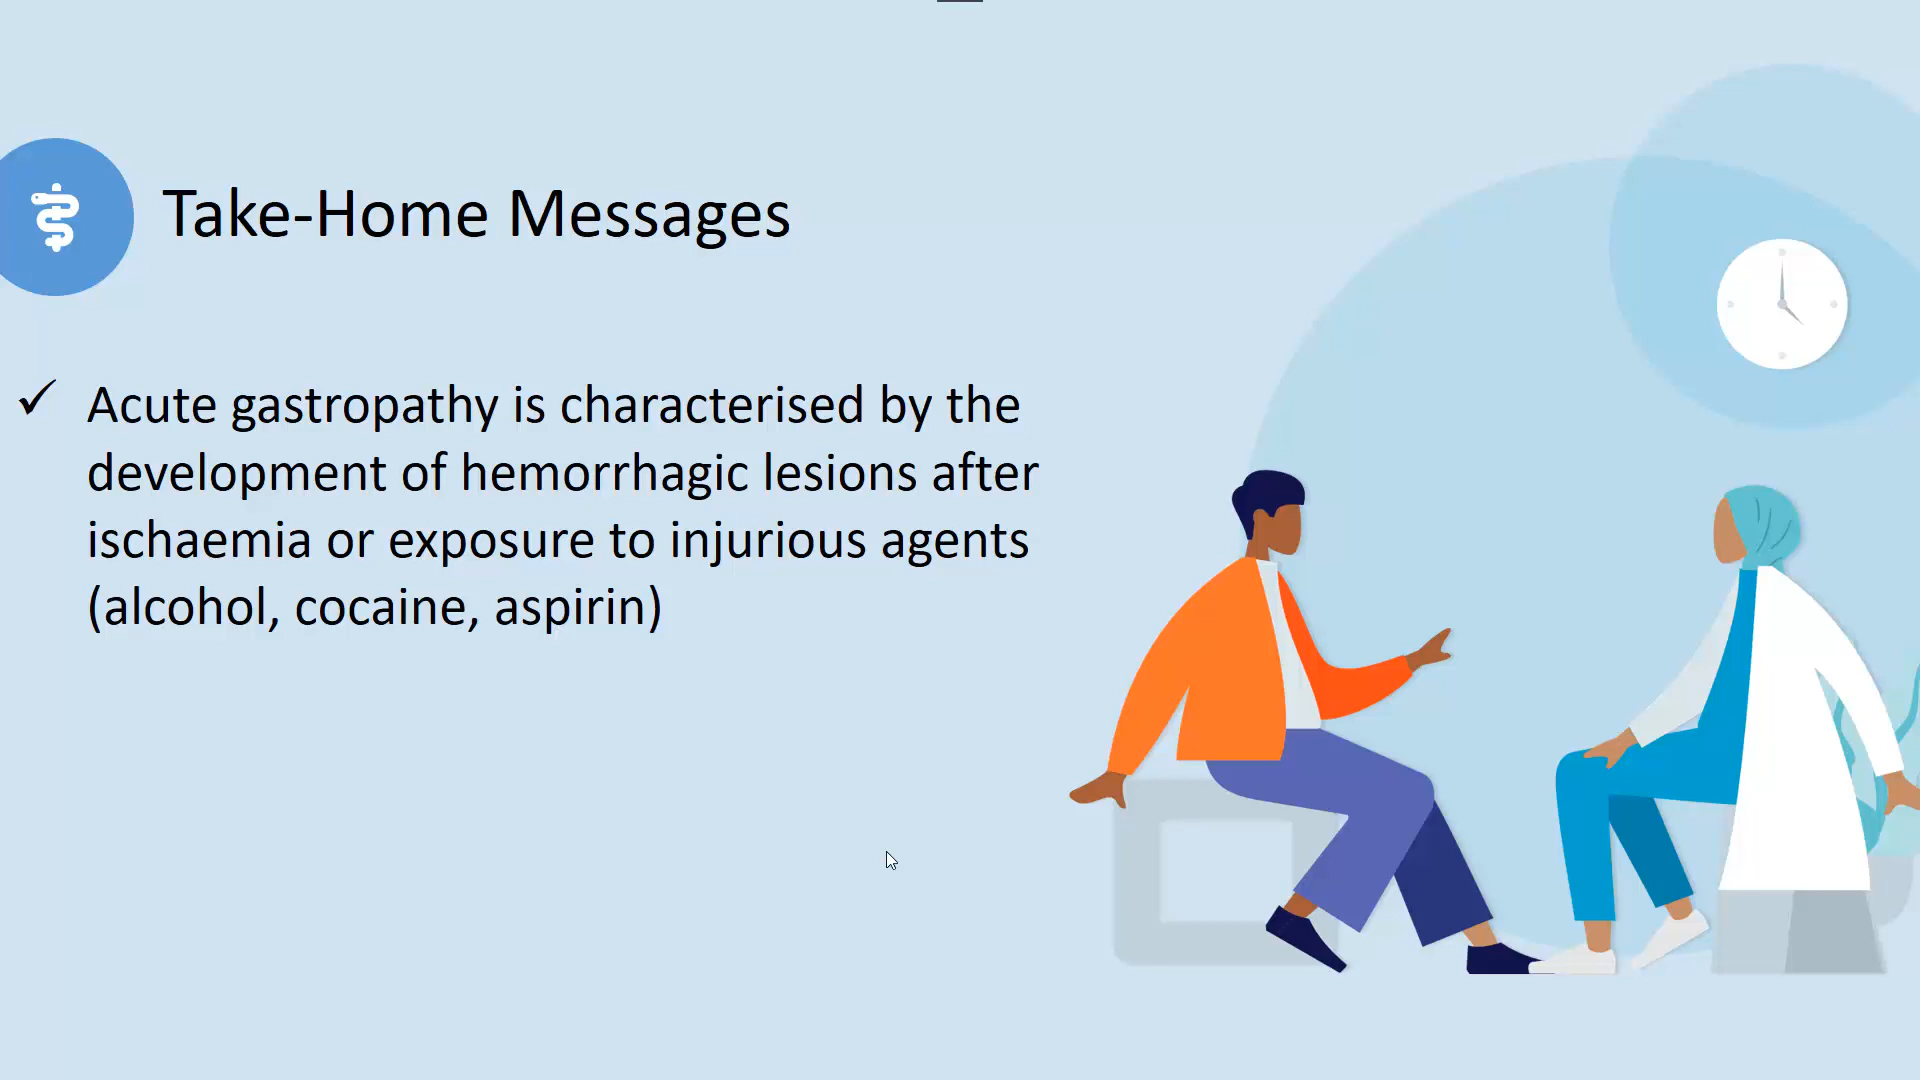 Take-Home Messages
✓ Acute gastropathy is characterised by the
development of hemorrhagic lesions after
ischaemia or exposure to injurious agents
(alcohol, cocaine, aspirin)